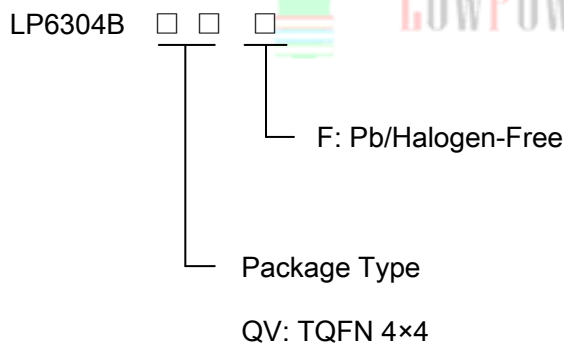 LP6304B □ □ □
F: Pb/Halogen-Free
Package Type
QV: TQFN 4×4